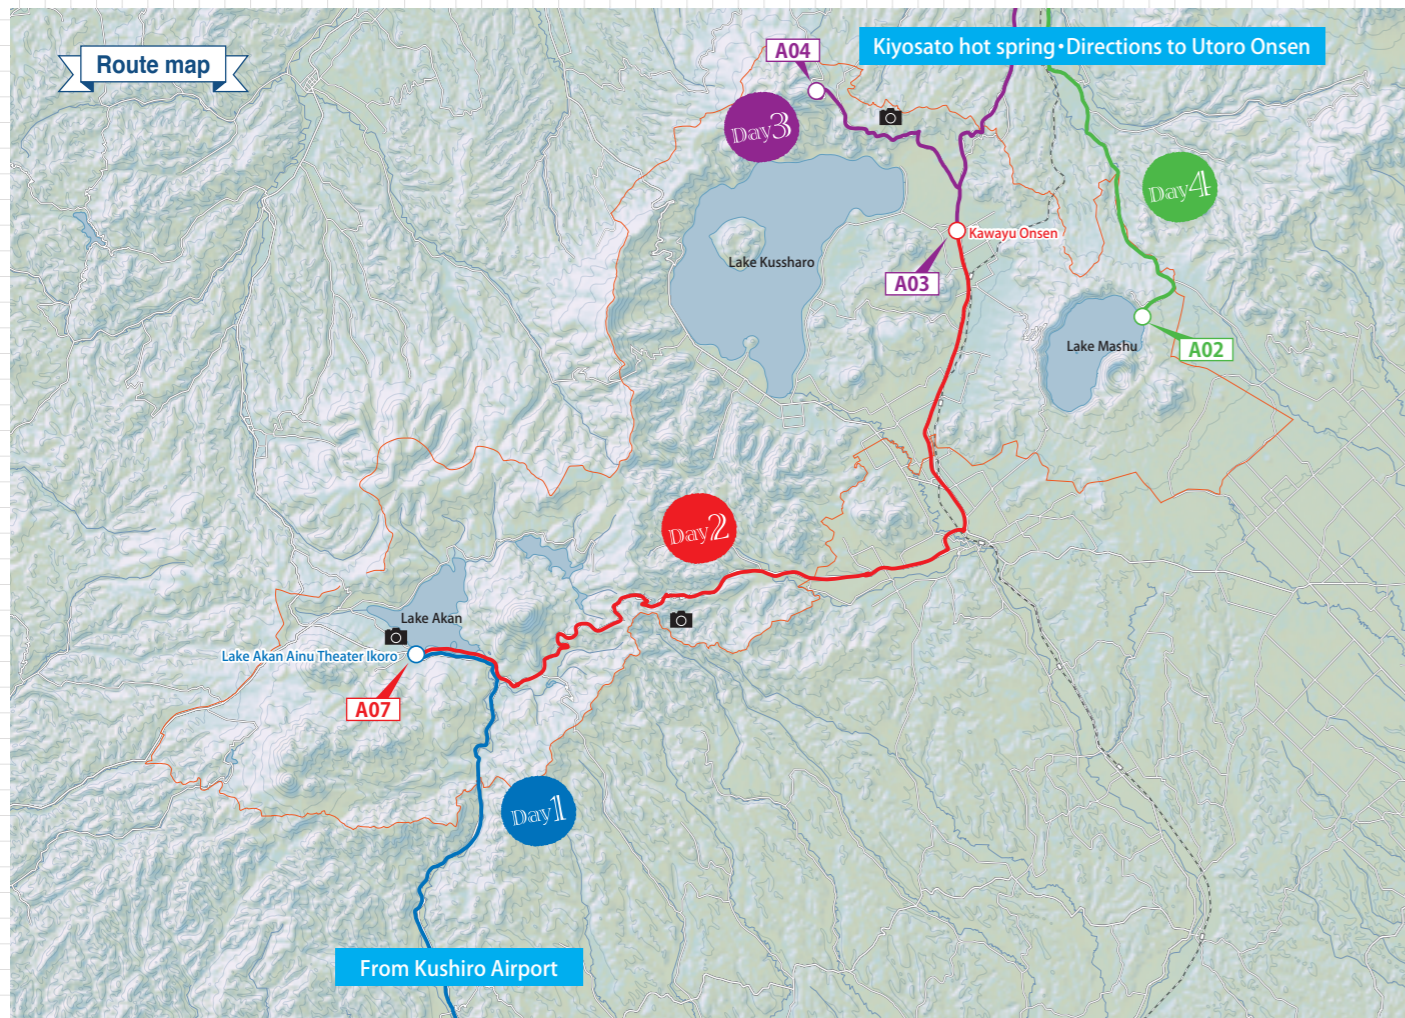 Route map
A04
Kiyosato hot spring•Directions to Utoro Onsen
Day3
Day4
Kawayu Onsen
Lake Kussharo
A03
Lake Mashu
A02
Day2
Lake Akan
Lake Akan Ainu Theater Ikoro
A07
Day1
From Kushiro Airport